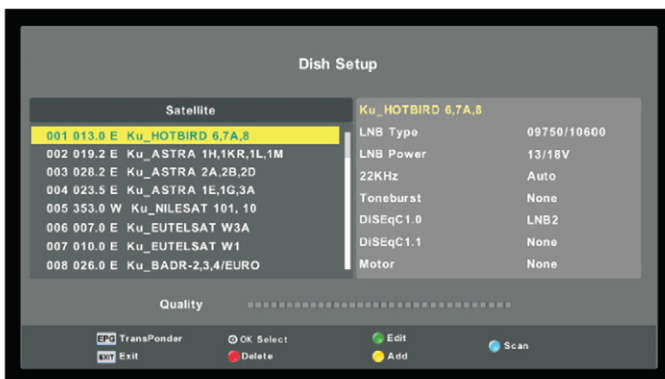 Dish Setup
Satellite
001 013.0 E Ku_HOTBIRD 6,7A,8
002 019.2 E Ku_ASTRA 1H,1KR,1L,1M
003 028.2 E Ku_ASTRA 2A,2B,2D
004 023.5 E Ku_ASTRA 1E,1G,3A
005 353.0 W Ku_NILESAT 101, 10
006 007.0 E Ku_EUTELSAT W3A
007 010.0 E Ku_EUTELSAT W1
008 026.0 E Ku_BADR-2,3,4/EURO
Ku_HOTBIRD 6,7A,8
LNB Type 09750/10600
LNB Power 13/18V
22KHz Auto
Toneburst None
DiSEqC1.0 LNB2
DiSEqC1.1 None
Motor None
Quality
EPG TransPonder OK Select Edit Scan
EXIT Exit Delete Add